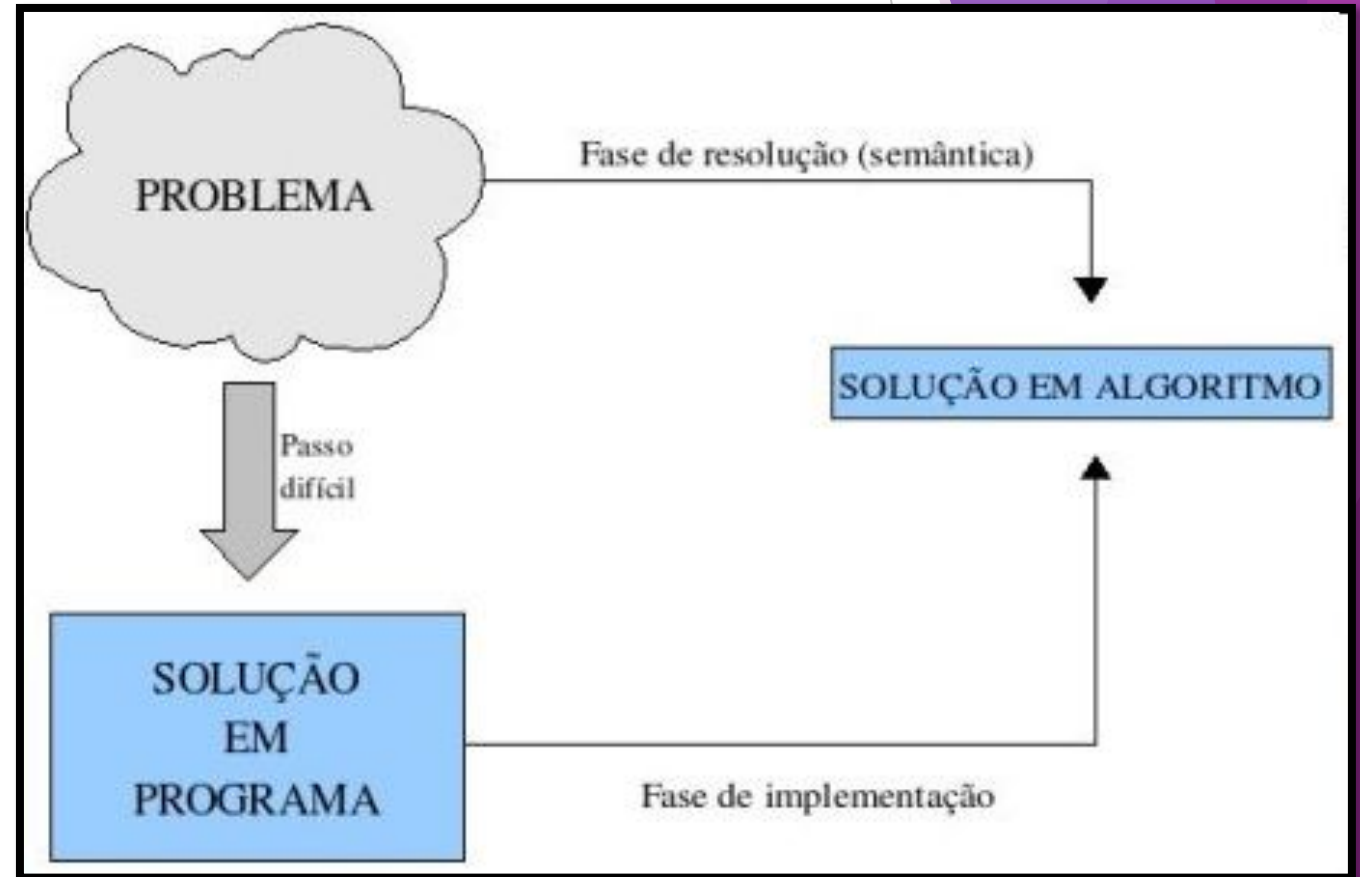 PROBLEMA
Fase de resolução (semântica)
SOLUÇÃO EM ALGORITMO
Passo
difícil
SOLUÇÃO
EM
PROGRAMA
Fase de implementação